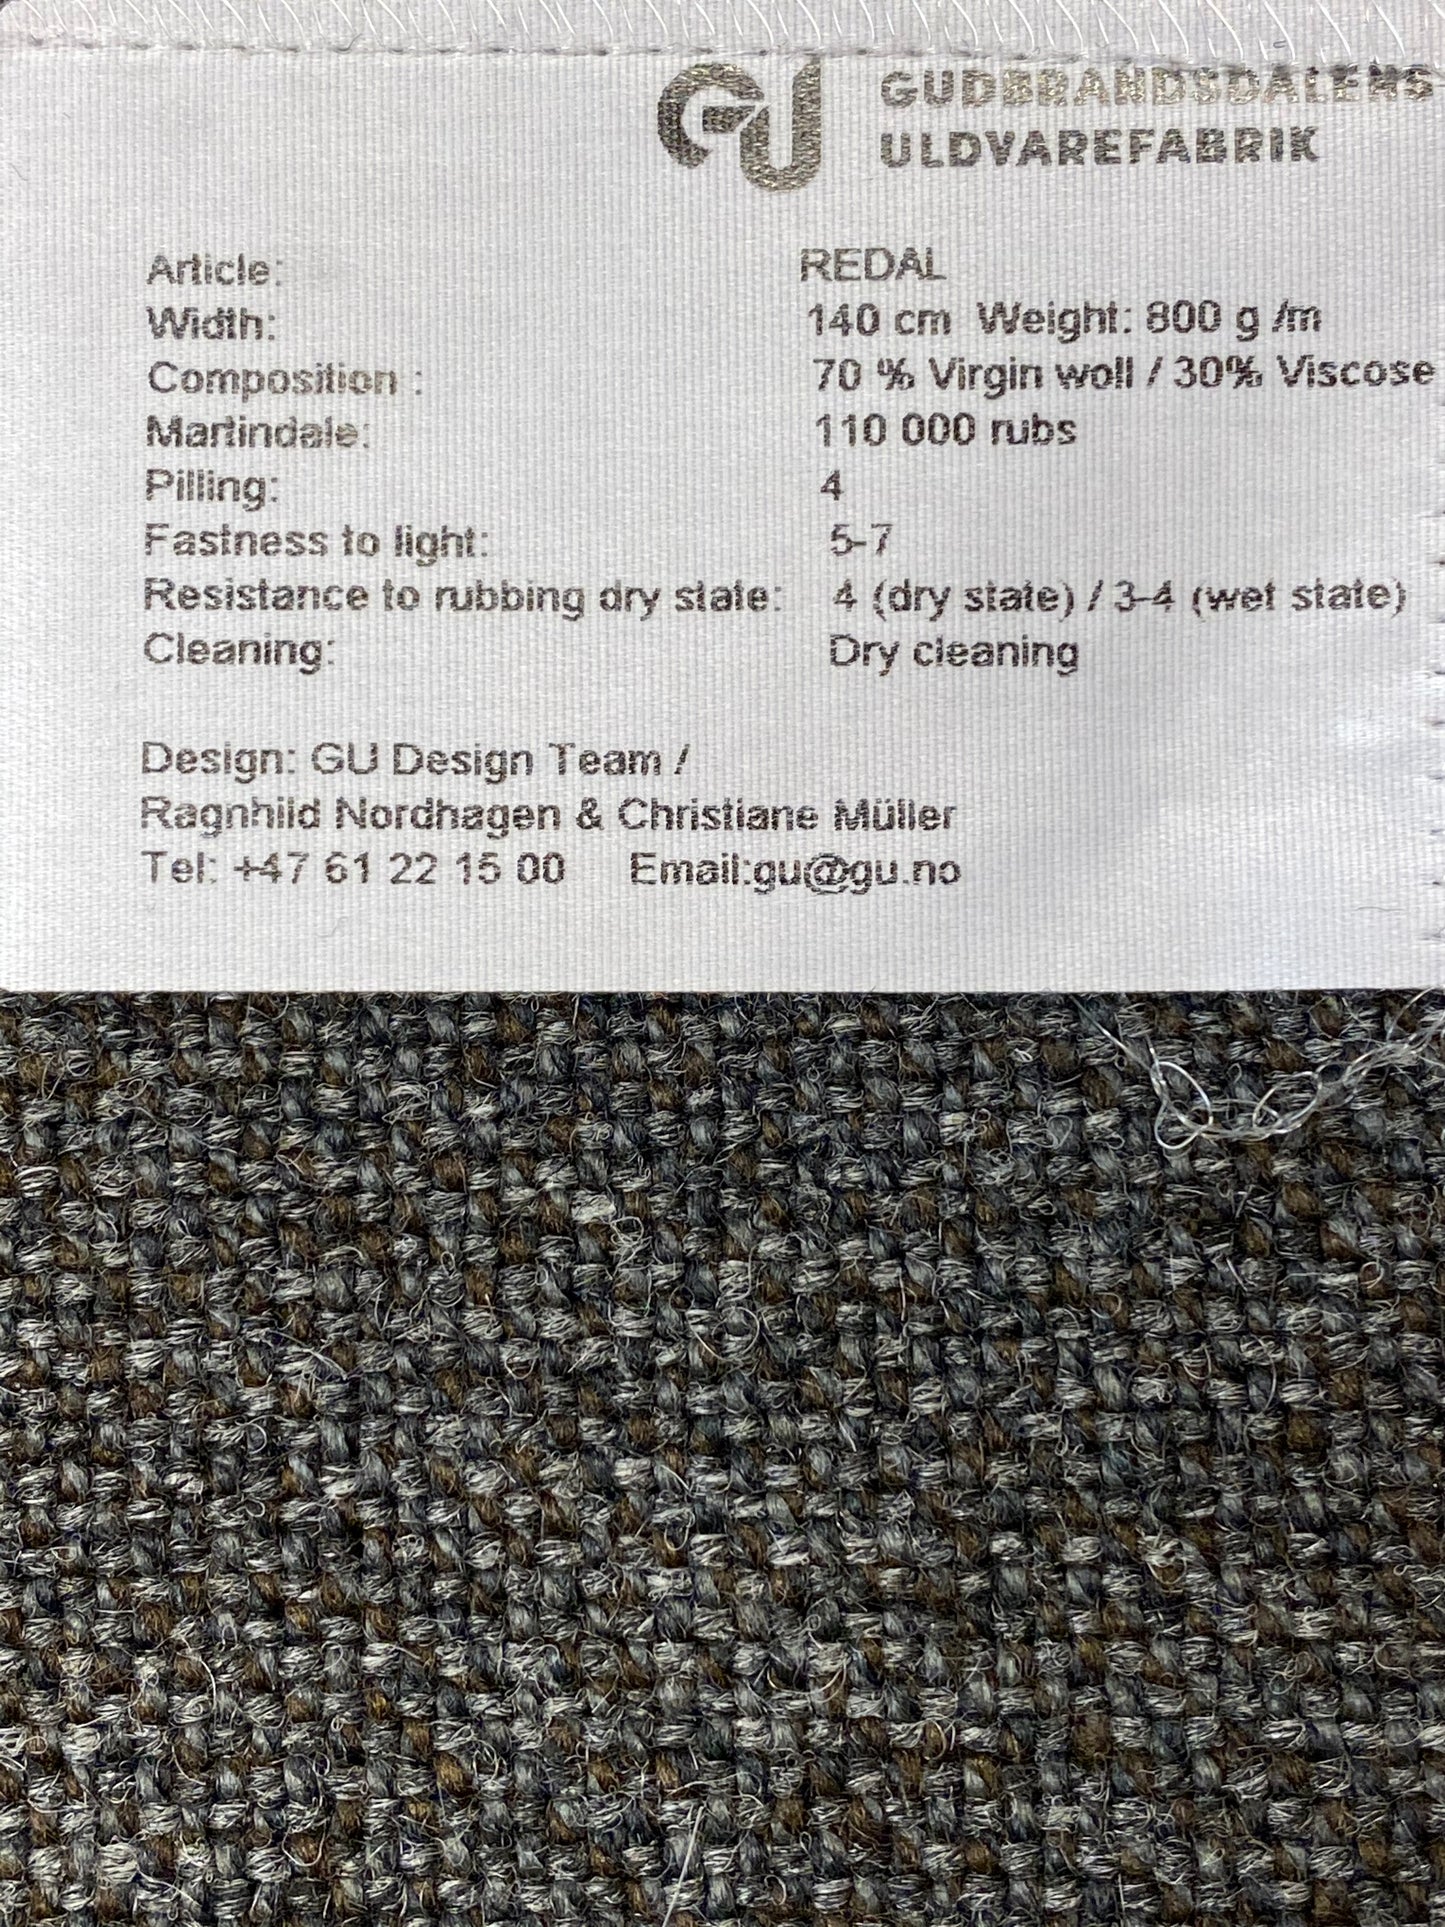 GU GUDBRANDSDALENS
ULDVAREFABRIK
Article: REDAL
Width: 140 cm Weight: 800 g /m
Composition : 70 % Virgin woll / 30% Viscose
Martindale: 110 000 rubs
Pilling: 4
Fastness to light: 5-7
Resistance to rubbing dry state: 4 (dry state) / 3-4 (wet state)
Cleaning: Dry cleaning
Design: GU Design Team /
Ragnhild Nordhagen & Christiane Müller
Tel: +47 61 22 15 00 Email:gu@gu.no